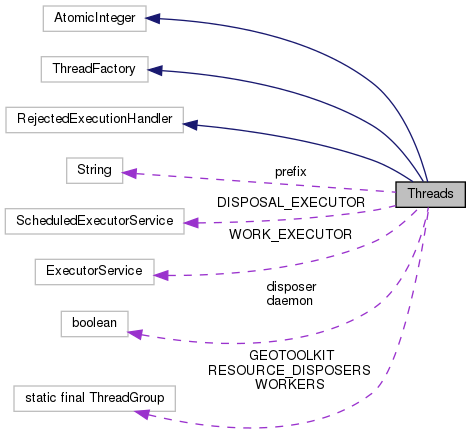 AtomicInteger
ThreadFactory
RejectedExecutionHandler
String
prefix
Threads
DISPOSAL_EXECUTOR
ScheduledExecutorService
WORK_EXECUTOR
ExecutorService
disposer
daemon
boolean
GEOTOOLKIT
RESOURCE_DISPOSERS
WORKERS
static final ThreadGroup